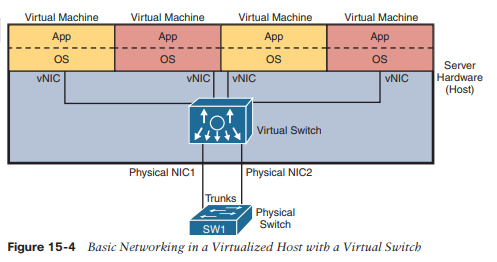 Virtual Machine Virtual Machine Virtual Machine Virtual Machine
App App App App
OS OS OS OS
vNIC vNIC vNIC vNIC
Server
Hardware
(Host)
Virtual Switch
Physical NIC1 Physical NIC2
Trunks
Physical
Switch
SW1
Figure 15-4 Basic Networking in a Virtualized Host with a Virtual Switch